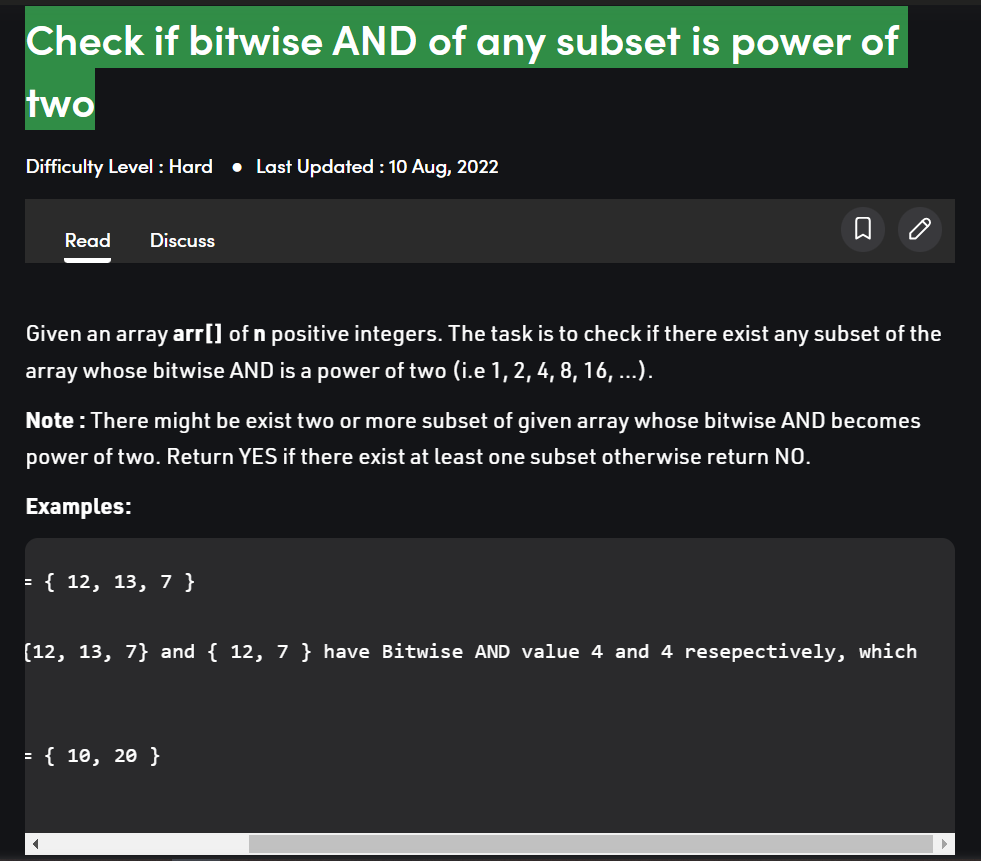 Check if bitwise AND of any subset is power of
two
Difficulty Level : Hard ● Last Updated : 10 Aug, 2022
Read Discuss
Given an array arr[] of n positive integers. The task is to check if there exist any subset of the
array whose bitwise AND is a power of two (i.e 1, 2, 4, 8, 16, ...).
Note : There might be exist two or more subset of given array whose bitwise AND becomes
power of two. Return YES if there exist at least one subset otherwise return NO.
Examples:
= { 12, 13, 7 }
{12, 13, 7} and { 12, 7 } have Bitwise AND value 4 and 4 resepectively, which
= { 10, 20 }